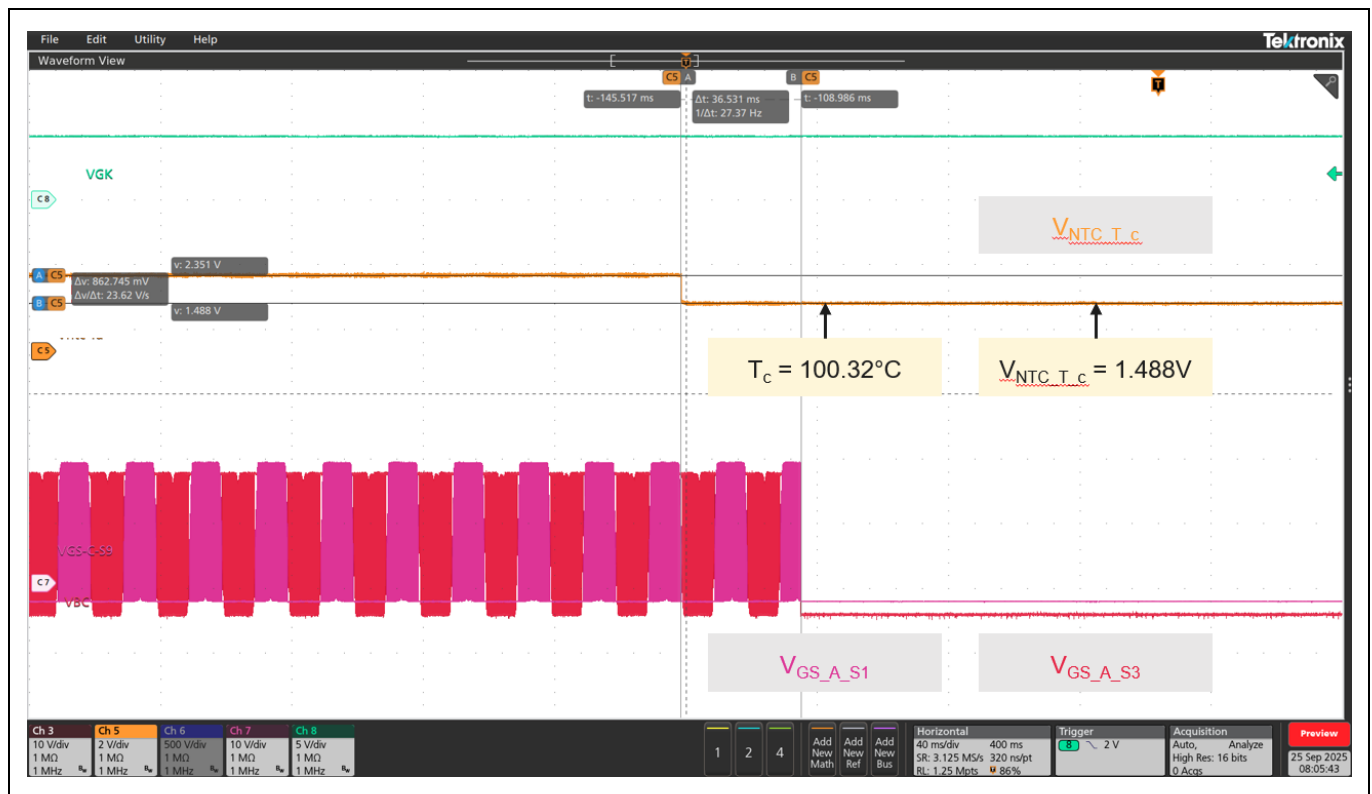 File Edit Utility Help
Tektronix
Waveform View
C5 A
B C5
t: -145.517 ms
Δt: 36.531 ms
1/Δt: 27.37 Hz
t: -108.986 ms
T
VGK
C8
V_NTC_T_c
A C5
v: 2.351 V
Δv: 862.745 mV
Δv/Δt: 23.62 V/s
B C5
v: 1.488 V
C5
T_c = 100.32°C
V_NTC_T_c = 1.488V
VGS-C-S3
C7
VBC
V_GS_A_S1
V_GS_A_S3
Ch 3
10 V/div
1 MΩ
1 MHz
Ch 5
2 V/div
1 MΩ
1 MHz
Ch 6
500 V/div
1 MΩ
1 MHz
Ch 7
10 V/div
1 MΩ
1 MHz
Ch 8
5 V/div
1 MΩ
1 MHz
1 2 4
Add New Math
Add New Ref
Add New Bus
Horizontal
40 ms/div 400 ms
SR: 3.125 MS/s 320 ns/pt
RL: 1.25 Mpts 86%
Trigger
8 2 V
Acquisition
Auto, Analyze
High Res: 16 bits
0 Acqs
Preview
25 Sep 2025
08:05:43